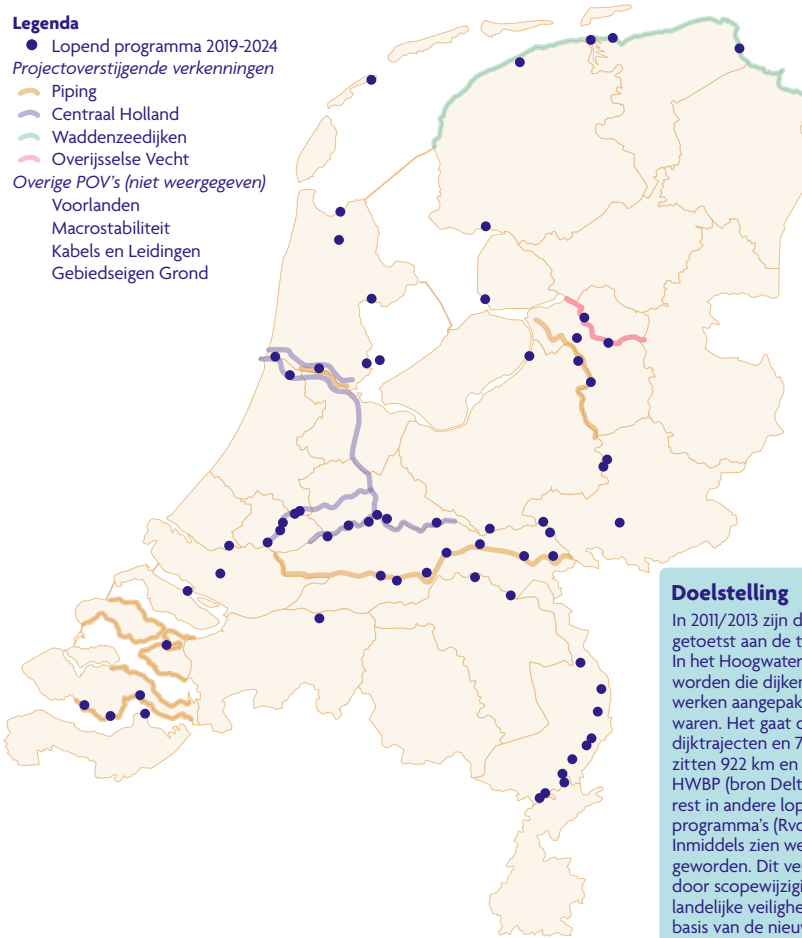 Legenda
Lopend programma 2019-2024
Projectoverstijgende verkenningen
Piping
Centraal Holland
Waddenzeedijken
Overijsselse Vecht
Overige POV's (niet weergegeven)
Voorlanden
Macrostabiliteit
Kabels en Leidingen
Gebiedseigen Grond
Doelstelling
In 2011/2013 zijn d
getoetst aan de t
In het Hoogwater
worden die dijken
werken aangepak
waren. Het gaat o
dijktrajecten en 7
zitten 922 km en
HWBP (bron Delt
rest in andere lop
programma's (Rvo
Inmiddels zien we
geworden. Dit ve
door scopewijzigi
landelijke veilighe
basis van de nieuw